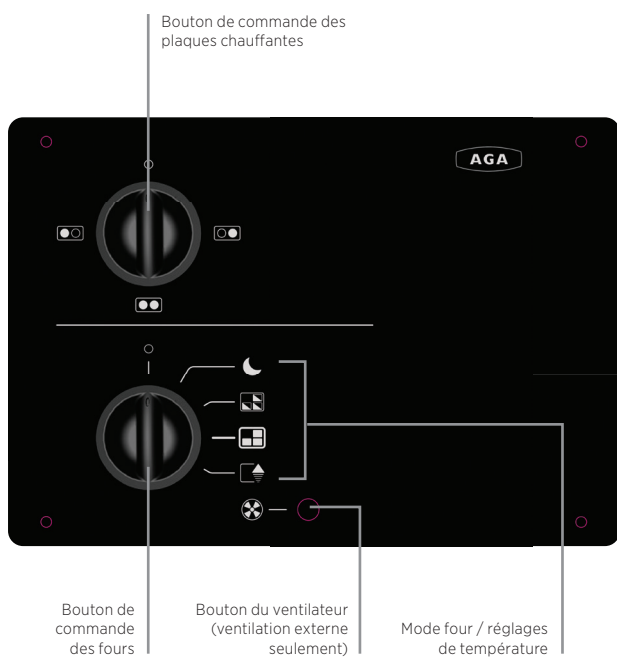 Bouton de commande des
plaques chauffantes
AGA
Bouton de
commande
des fours
Bouton du ventilateur
(ventilation externe
seulement)
Mode four / réglages
de température